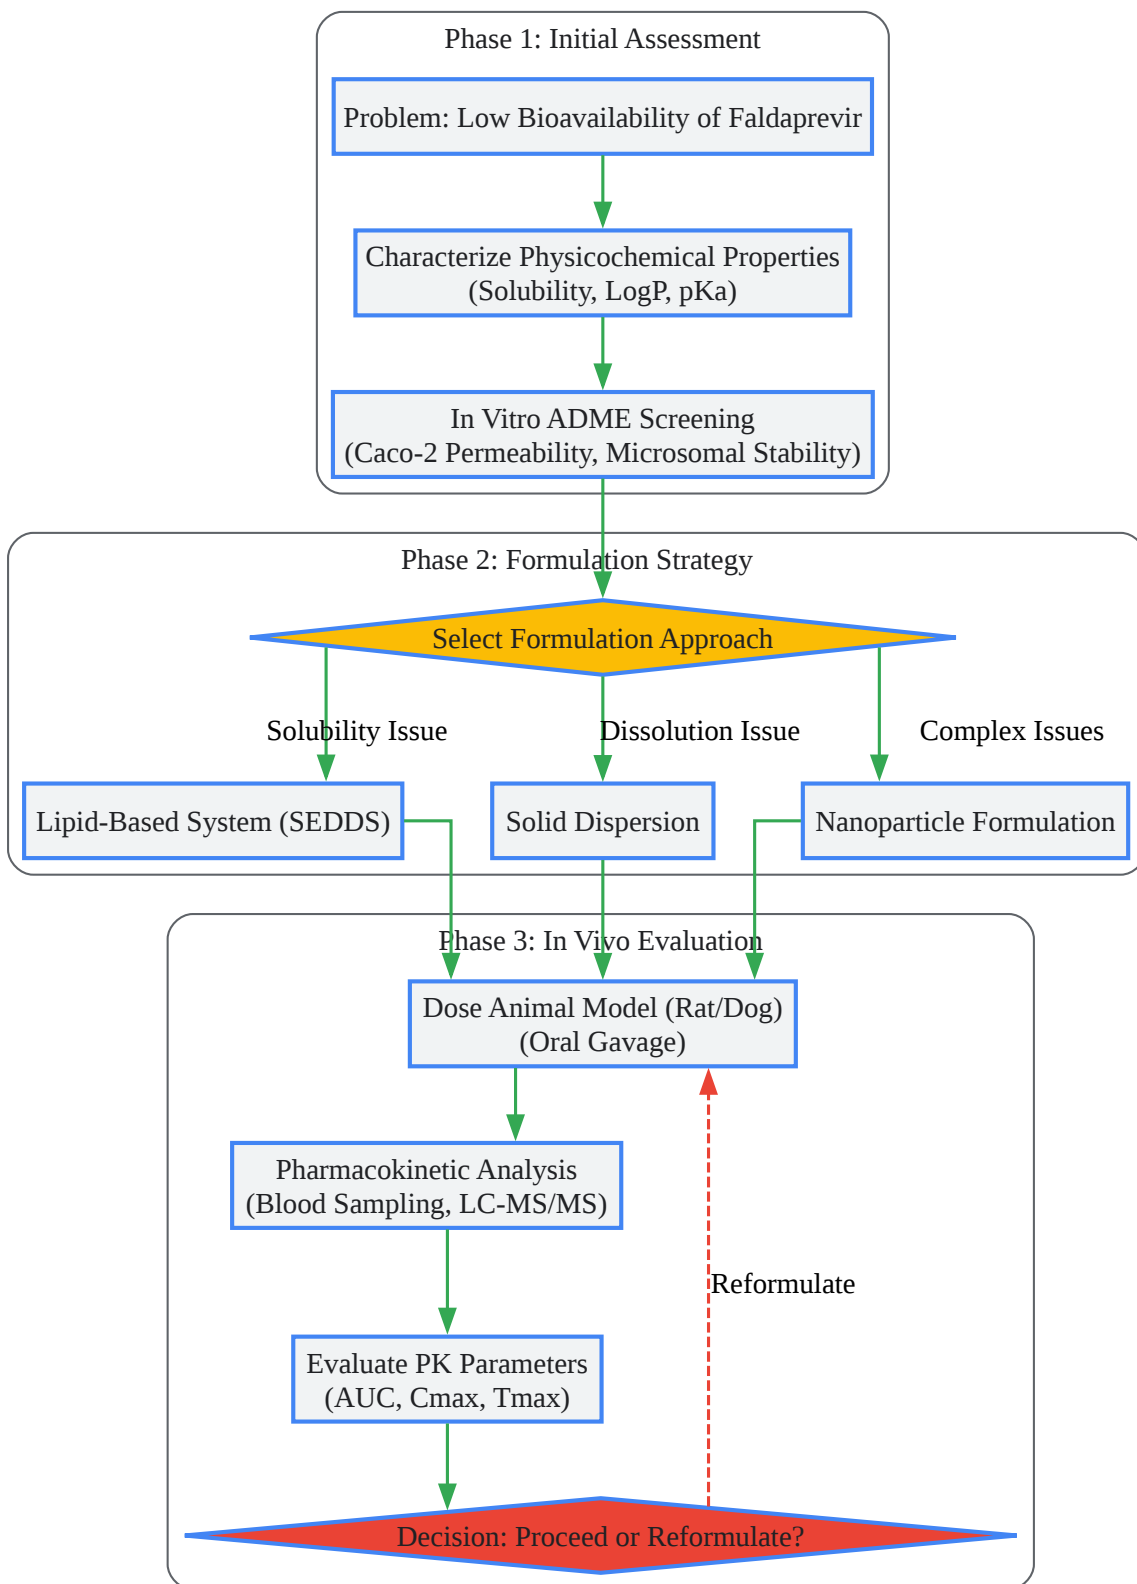 Phase 1: Initial Assessment
Problem: Low Bioavailability of Faldaprevir
Characterize Physicochemical Properties
(Solubility, LogP, pKa)
In Vitro ADME Screening
(Caco-2 Permeability, Microsomal Stability)
Phase 2: Formulation Strategy
Select Formulation Approach
Solubility Issue
Dissolution Issue
Complex Issues
Lipid-Based System (SEDDS)
Solid Dispersion
Nanoparticle Formulation
Phase 3: In Vivo Evaluation
Dose Animal Model (Rat/Dog)
(Oral Gavage)
Pharmacokinetic Analysis
(Blood Sampling, LC-MS/MS)
Reformulate
Evaluate PK Parameters
(AUC, Cmax, Tmax)
Decision: Proceed or Reformulate?